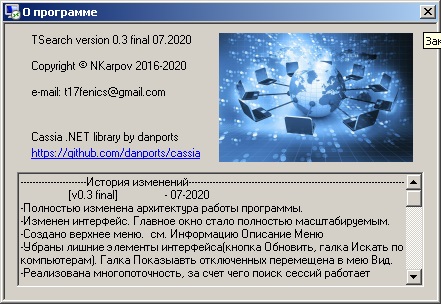 О программе
Зак
TSearch version 0.3 final 07.2020
Copyright © NKarpov 2016-2020
e-mail: t17fenics@gmail.com
Cassia .NET library by danports
https://github.com/danports/cassia
----------------------История изменений----------------------
[v0.3 final] - 07-2020
-Полностью изменена архитектура работы программы.
-Изменен интерфейс. Главное окно стало полностью масштабируемым.
-Создано верхнее меню. см. Информацию Описание Меню
-Убраны лишние элементы интерфейса(кнопка Обновить, галка Искать по
компьютерам). Галка Показыавть отключенных перемещена в мею Вид.
-Реализована многопоточность, за счет чего поиск сессий работает